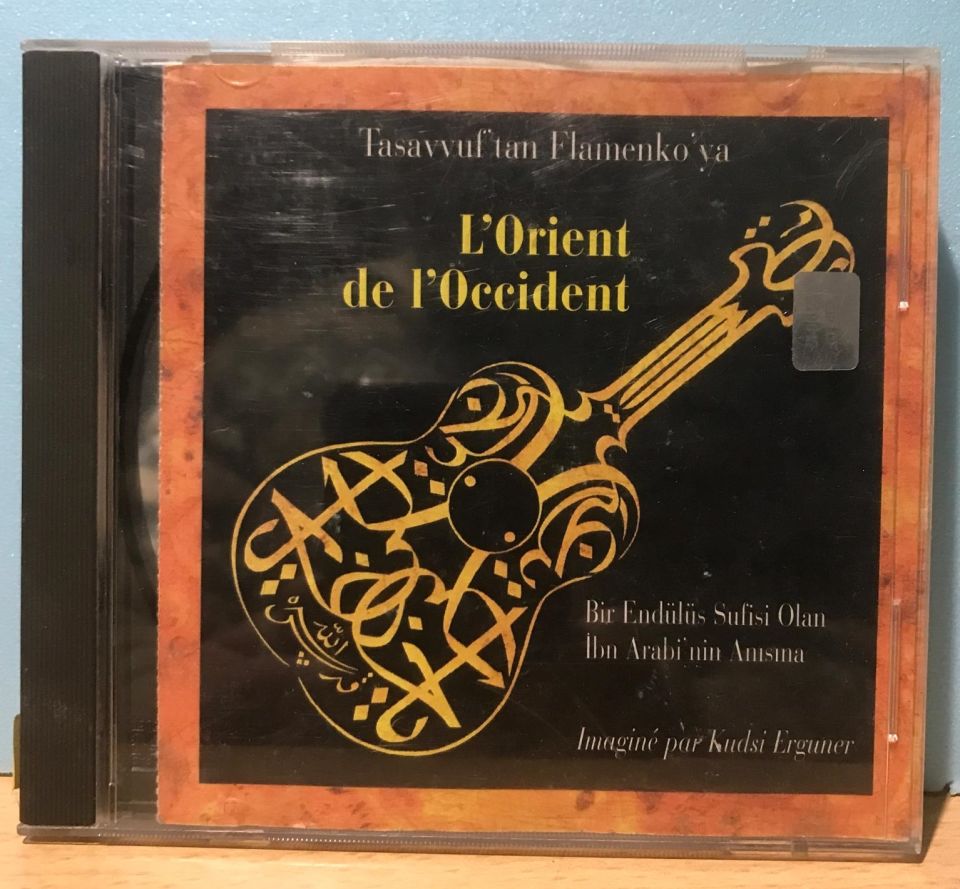 Tasavvuf'tan Flamenko'ya
L'Orient
de l'Occident
Bir Endülüs Sufisi Olan
İbn Arabi'nin Anısına
Imaginé par Kudsi Erguner